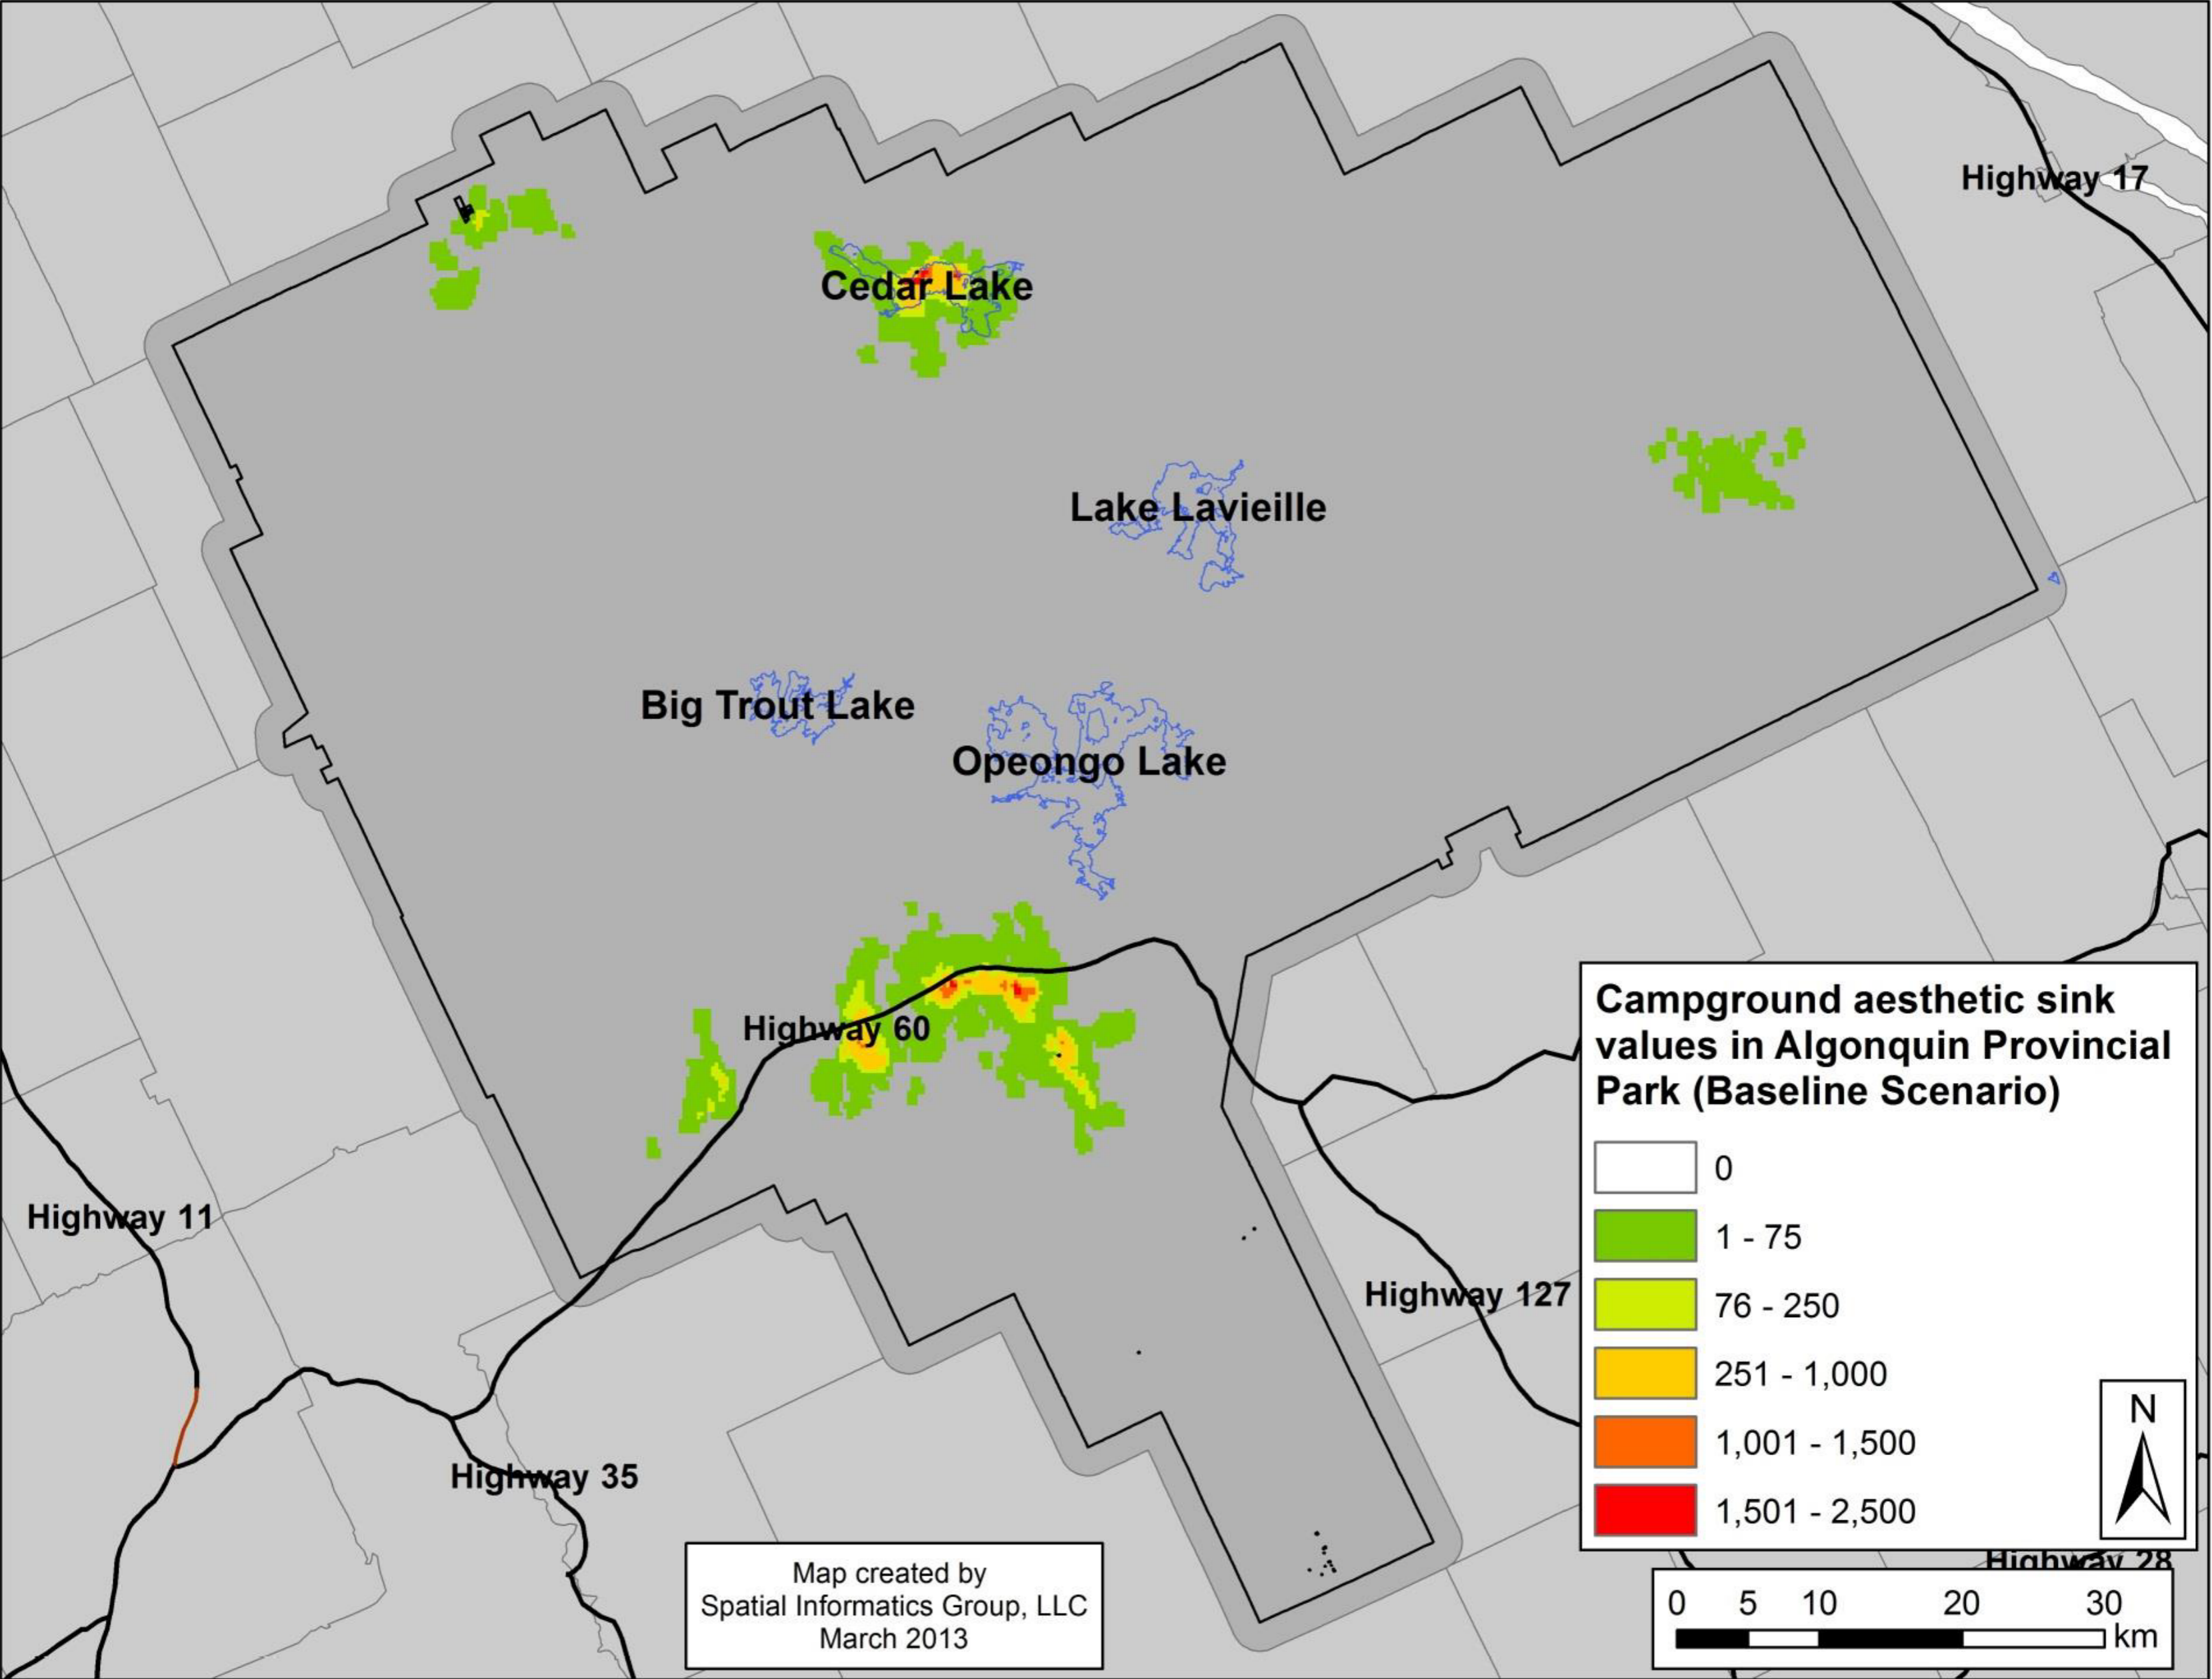 Highway 17
Cedar Lake
Lake Lavieille
Big Trout Lake
Opeongo Lake
Highway 60
Highway 11
Highway 127
Highway 35
Campground aesthetic sink
values in Algonquin Provincial
Park (Baseline Scenario)
0
1 - 75
76 - 250
251 - 1,000
1,001 - 1,500
1,501 - 2,500
N
Highway 28
0 5 10 20 30
km
Map created by
Spatial Informatics Group, LLC
March 2013